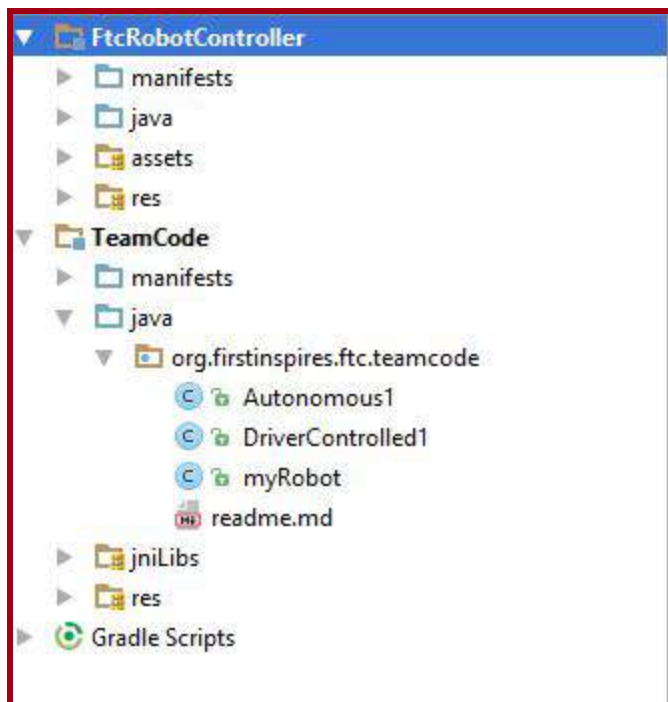 FtcRobotController
manifests
java
assets
res
TeamCode
manifests
java
org.firstinspires.ftc.teamcode
C Autonomous1
C DriverControlled1
C myRobot
MD readme.md
jniLibs
res
Gradle Scripts